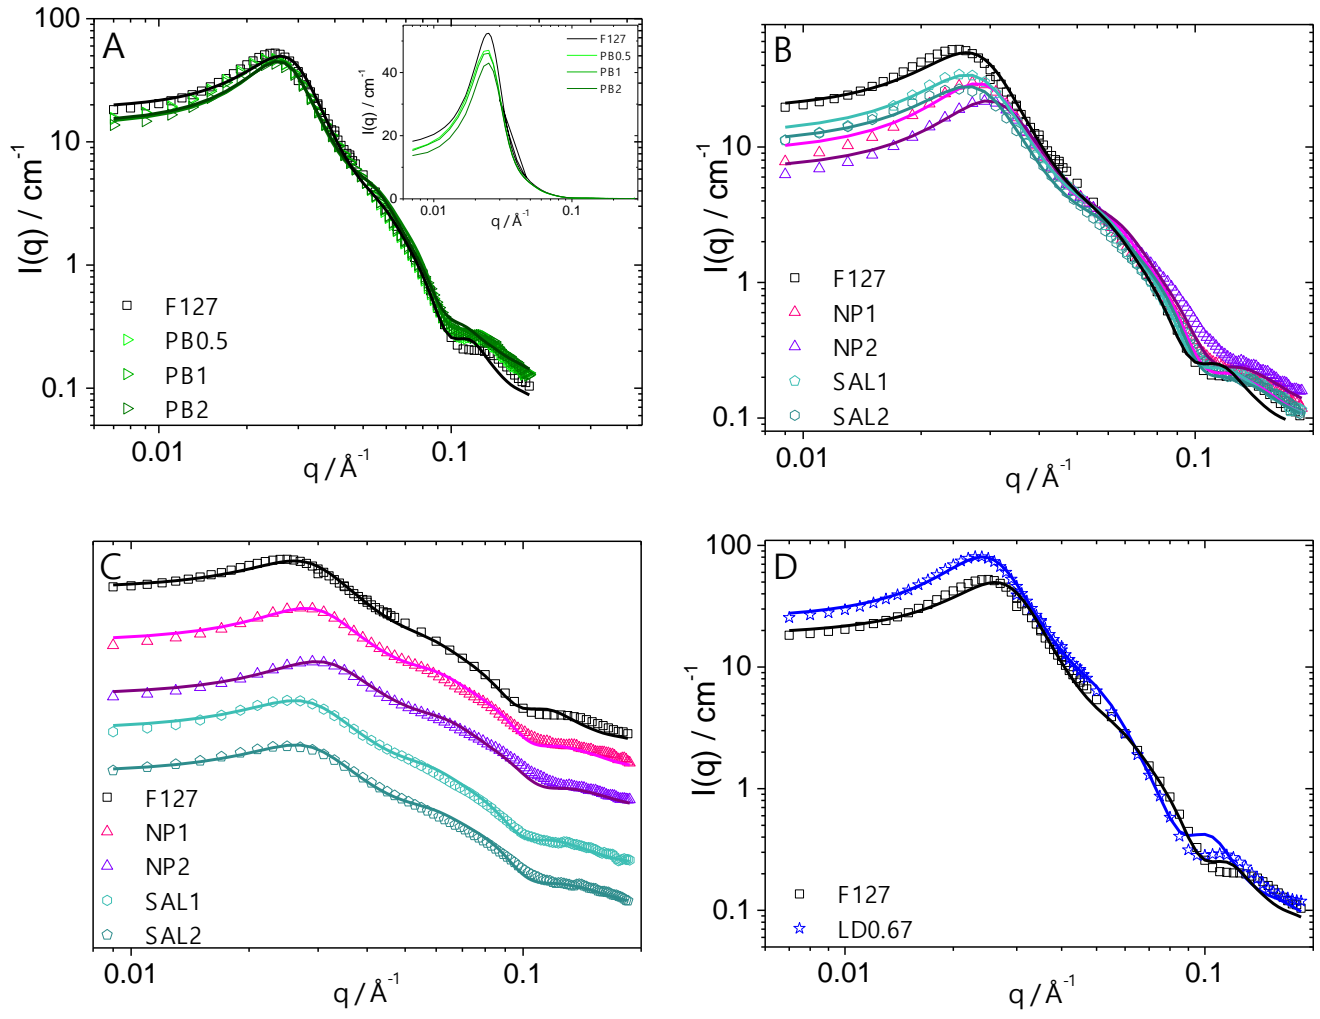 A
100
10
1
0.1
I(q) / cm⁻¹
0.01
0.1
q / Å⁻¹
F127
PB0.5
PB1
PB2
40
20
0
I(q) / cm⁻¹
0.01
0.1
q / Å⁻¹
F127
PB0.5
PB1
PB2
B
10
1
0.1
I(q) / cm⁻¹
0.01
0.1
q / Å⁻¹
F127
NP1
NP2
SAL1
SAL2
C
F127
NP1
NP2
SAL1
SAL2
0.01
0.1
q / Å⁻¹
D
100
10
1
0.1
I(q) / cm⁻¹
F127
LD0.67
0.01
0.1
q / Å⁻¹